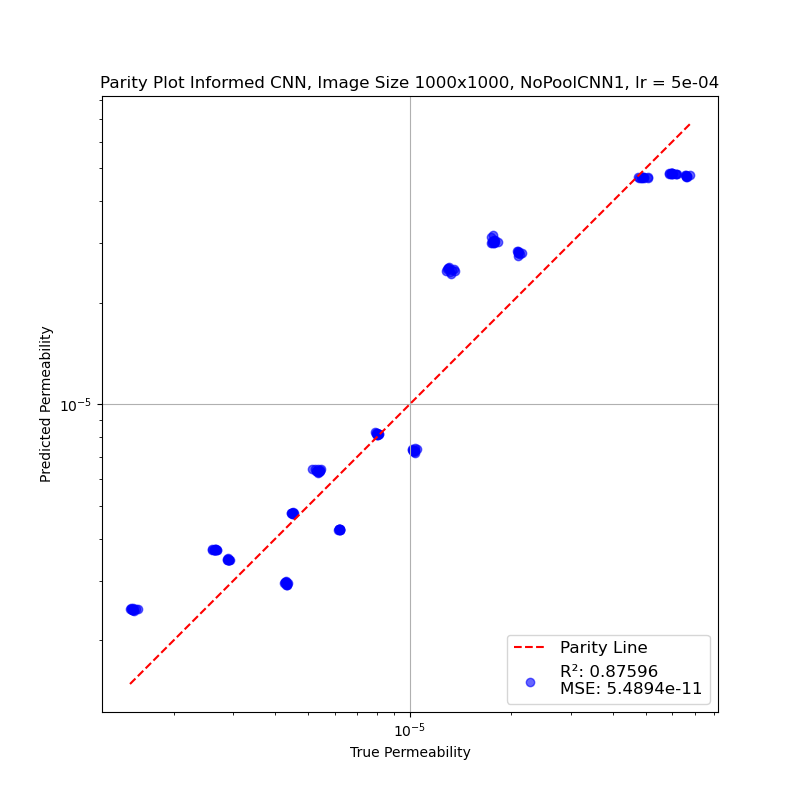 Parity Plot Informed CNN, Image Size 1000x1000, NoPoolCNN1, lr = 5e-04
Predicted Permeability
10⁻⁵
Parity Line
R²: 0.87596
MSE: 5.4894e-11
10⁻⁵
True Permeability